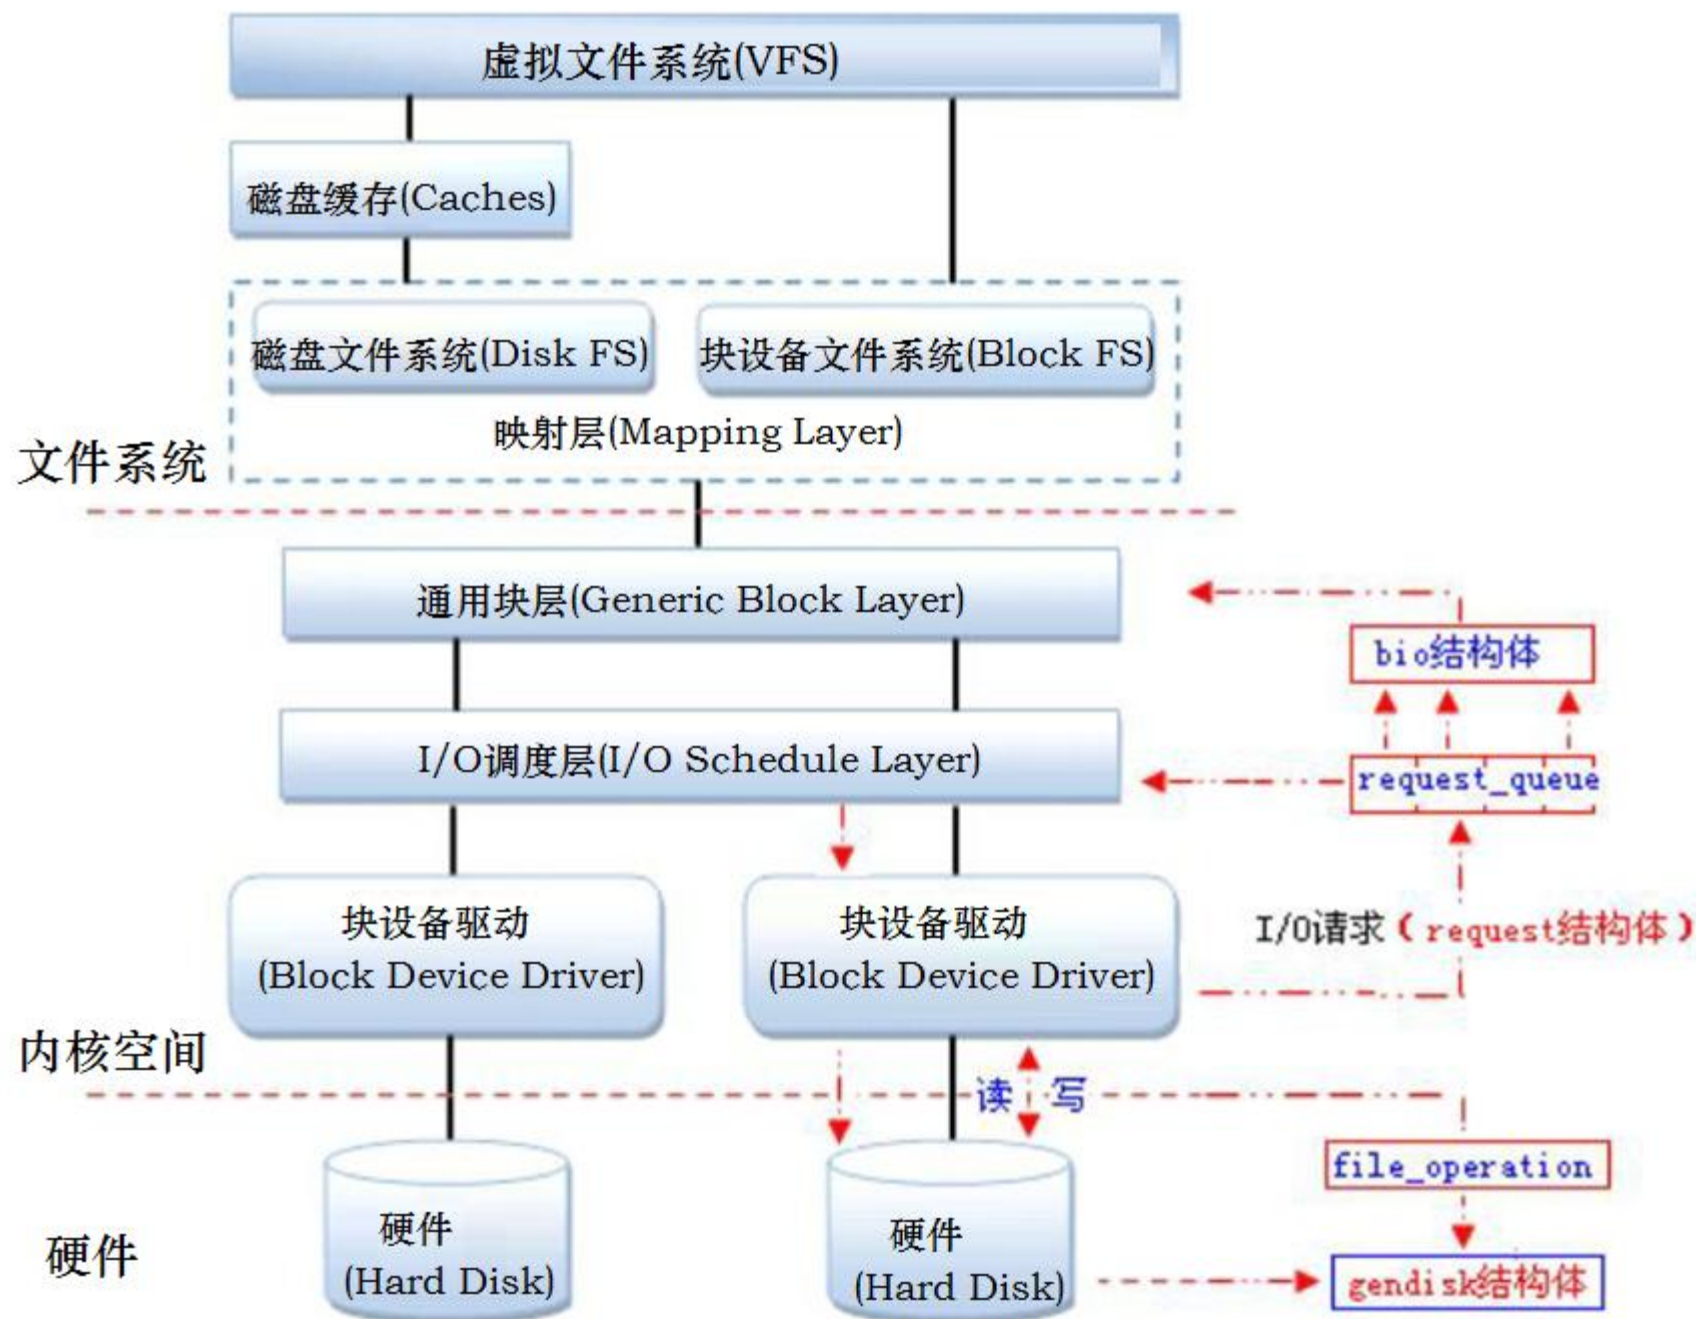 虚拟文件系统(VFS)
磁盘缓存(Caches)
磁盘文件系统(Disk FS)
块设备文件系统(Block FS)
映射层(Mapping Layer)
文件系统
通用块层(Generic Block Layer)
bio结构体
I/O调度层(I/O Schedule Layer)
request_queue
块设备驱动
(Block Device Driver)
块设备驱动
(Block Device Driver)
I/O请求(request结构体)
内核空间
读 写
file_operation
硬件
(Hard Disk)
硬件
(Hard Disk)
硬件
gendisk结构体